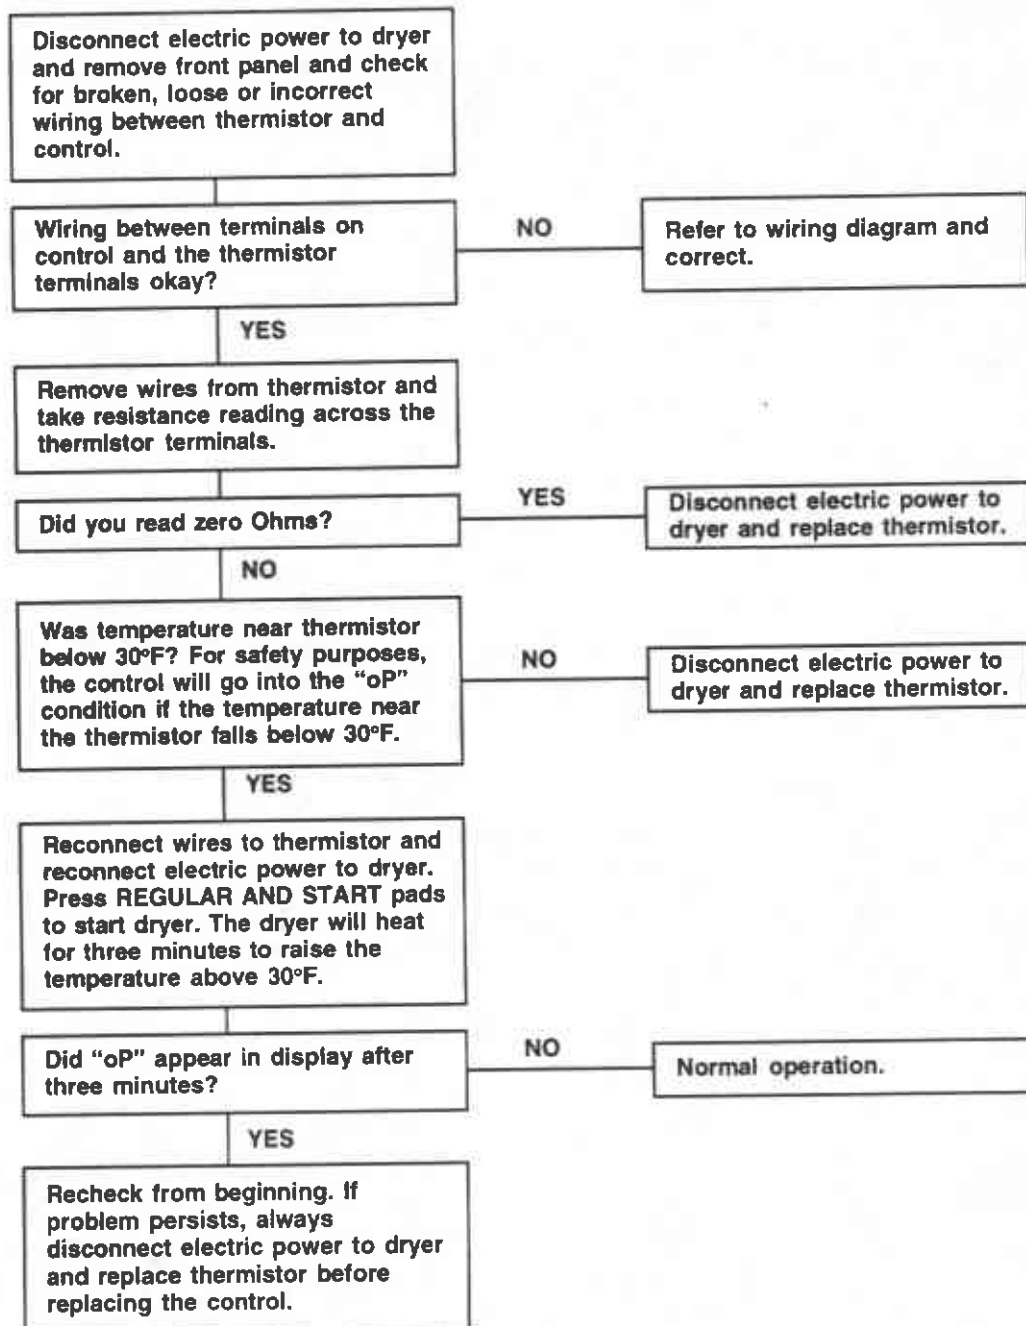 Disconnect electric power to dryer
and remove front panel and check
for broken, loose or incorrect
wiring between thermistor and
control.
Wiring between terminals on
control and the thermistor
terminals okay?
NO
Refer to wiring diagram and
correct.
YES
Remove wires from thermistor and
take resistance reading across the
thermistor terminals.
Did you read zero Ohms?
YES
Disconnect electric power to
dryer and replace thermistor.
NO
Was temperature near thermistor
below 30°F? For safety purposes,
the control will go into the “oP”
condition if the temperature near
the thermistor falls below 30°F.
NO
Disconnect electric power to
dryer and replace thermistor.
YES
Reconnect wires to thermistor and
reconnect electric power to dryer.
Press REGULAR AND START pads
to start dryer. The dryer will heat
for three minutes to raise the
temperature above 30°F.
Did “oP” appear in display after
three minutes?
NO
Normal operation.
YES
Recheck from beginning. If
problem persists, always
disconnect electric power to dryer
and replace thermistor before
replacing the control.